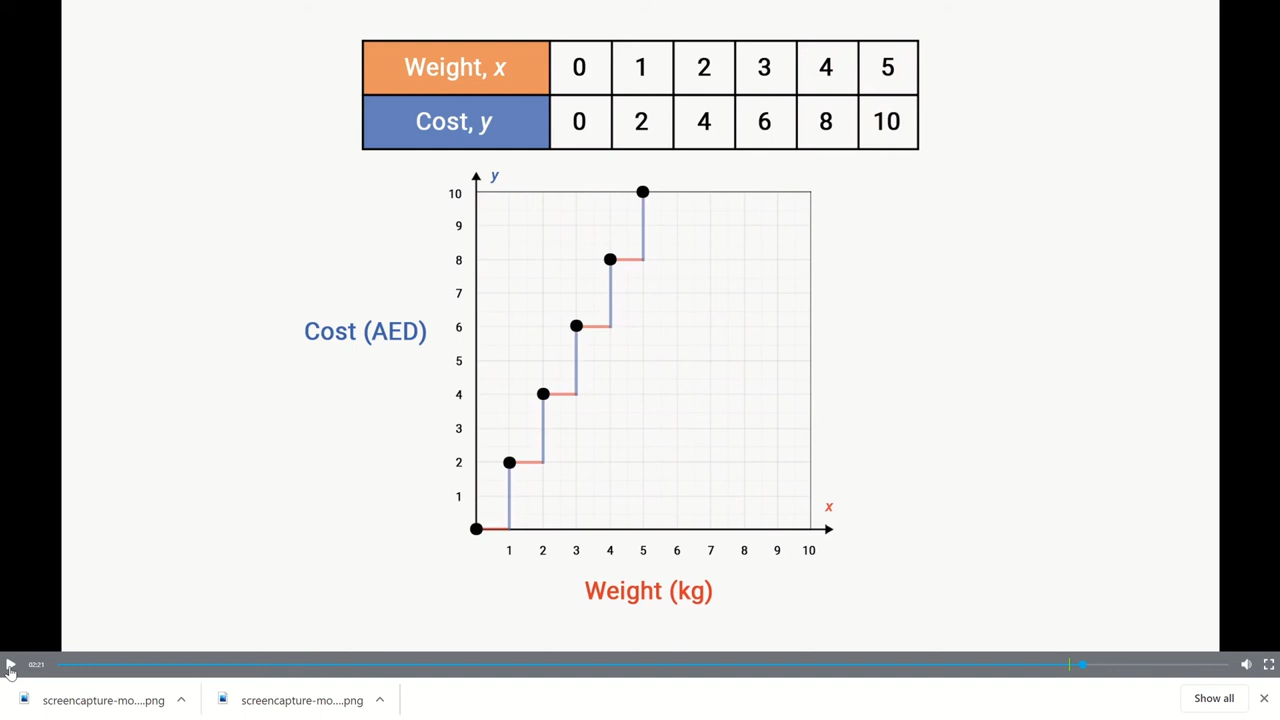 Weight, x 0 1 2 3 4 5
Cost, y 0 2 4 6 8 10
y
10
9
8
7
Cost (AED)
6
5
4
3
2
1
x
1 2 3 4 5 6 7 8 9 10
Weight (kg)
02:21
screencapture-mo....png screencapture-mo....png Show all